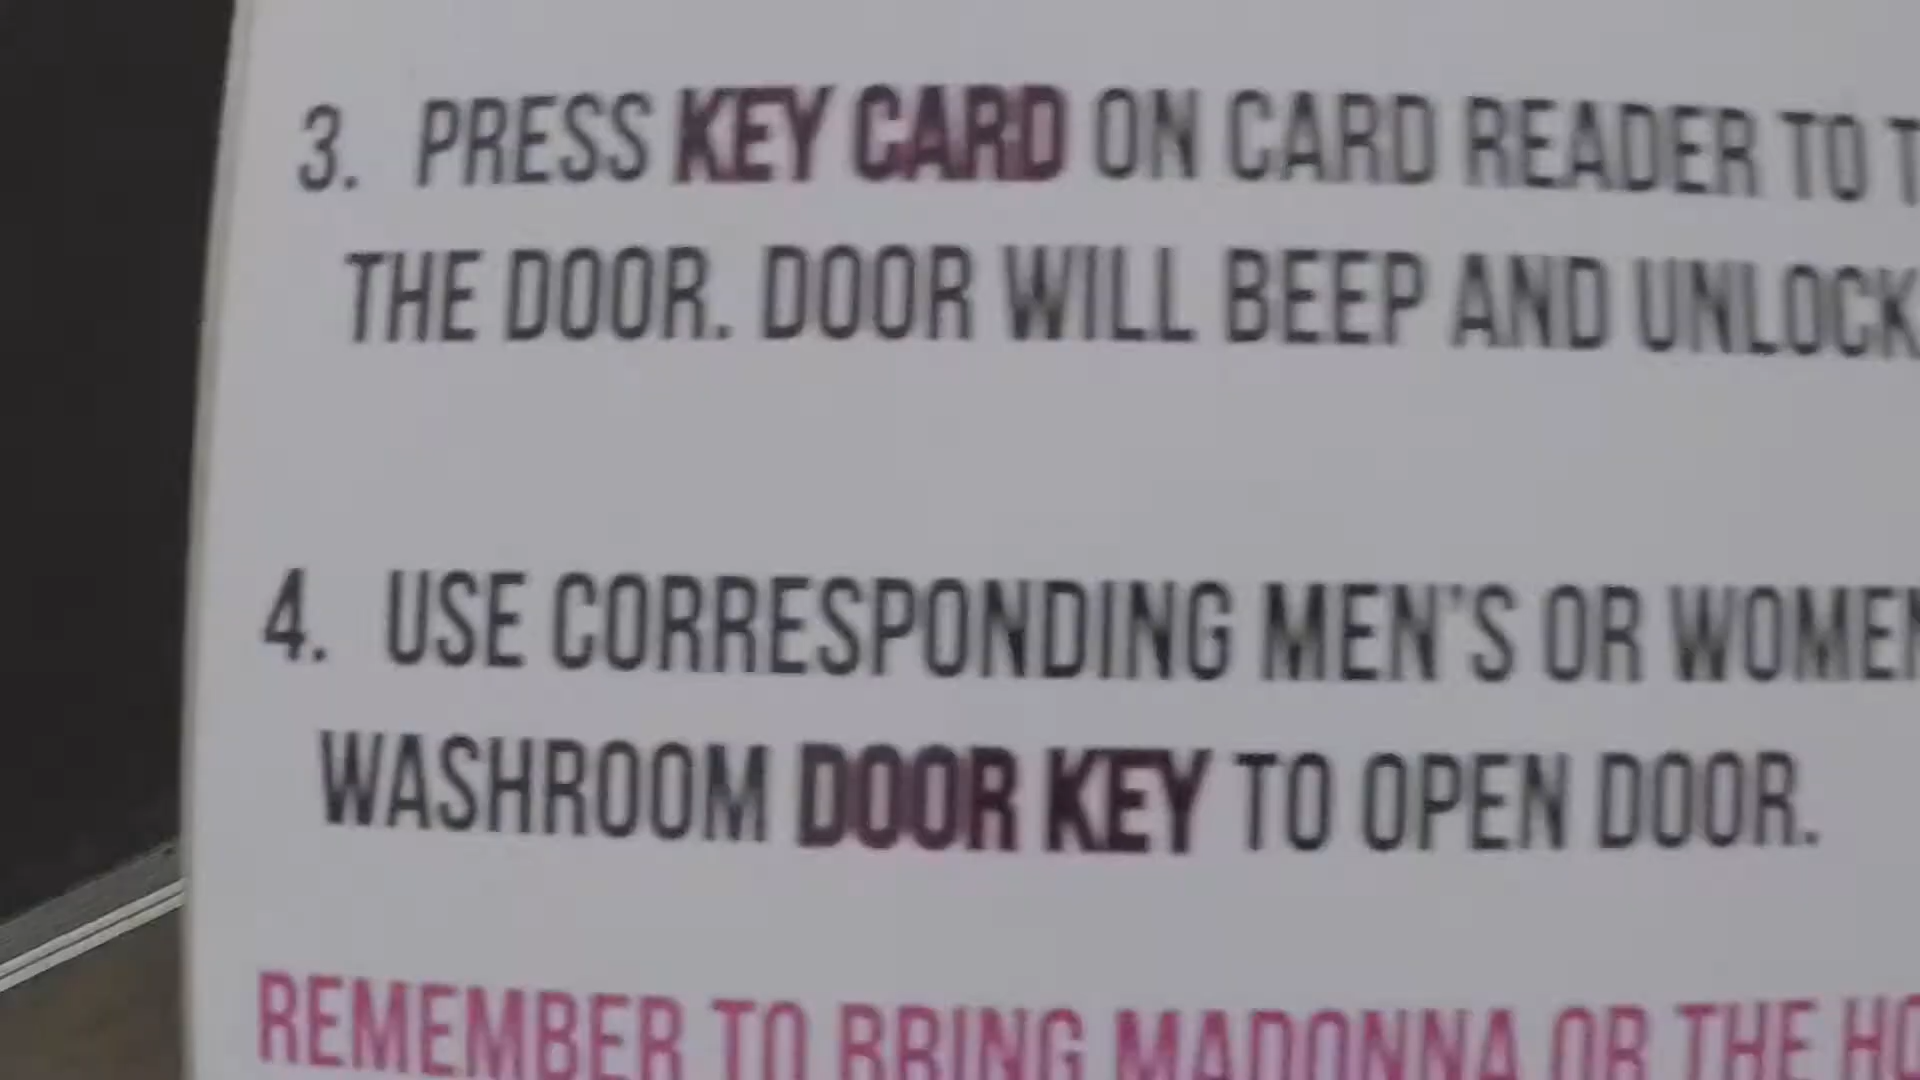 3. PRESS KEY CARD ON CARD READER TO
THE DOOR. DOOR WILL BEEP AND UNLOCK
4. USE CORRESPONDING MEN'S OR WOMEN
WASHROOM DOOR KEY TO OPEN DOOR.
REMEMBER TO BRING MADONNA OR THE